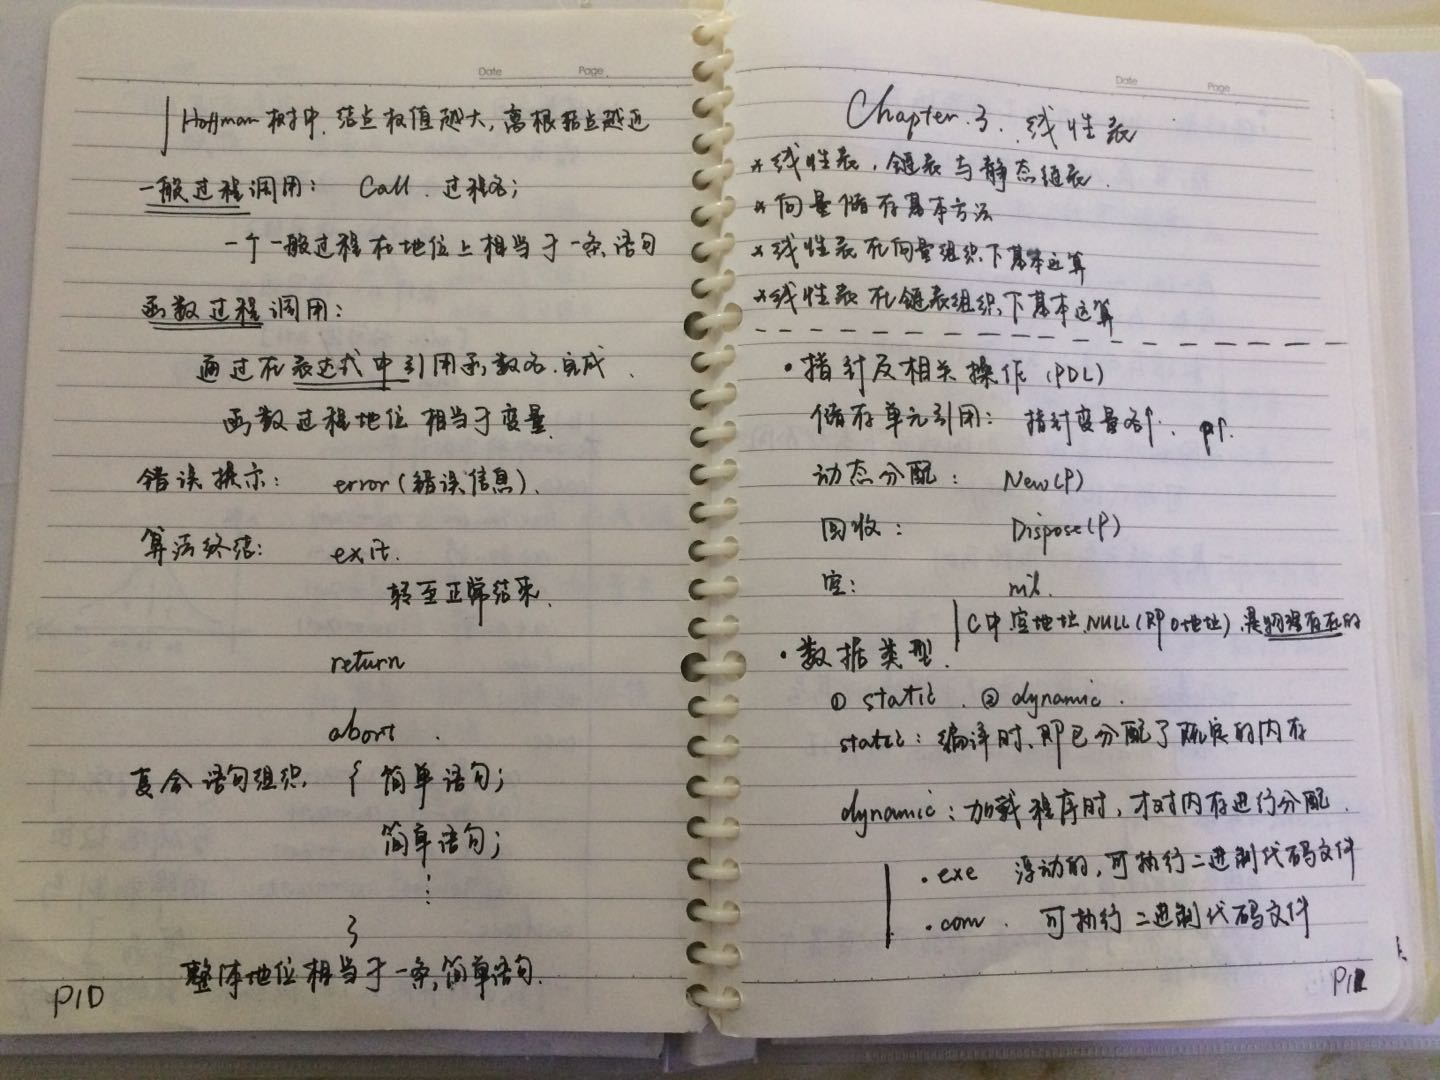 Date Page
Hoffman 树中, 结点权值越大, 离根结点越近
一般过程调用: Call 过程名;
一个一般过程在地位上相当于一条语句
函数过程调用:
通过在表达式中引用函数名完成.
函数过程地位相当于变量.
错误提示: error(错误信息).
算法终结: exit.
转至正常结束.
return
abort.
复合语句组织 { 简单语句;
简单语句;
⋮
}
整体地位相当于一条简单语句.
P10
Date Page
Chapter.3. 线性表
*线性表, 链表与静态链表.
*向量储存基本方法
*线性表在向量组织下基本运算
*线性表在链表组织下基本运算
·指针及相关操作 (PDL)
储存单元引用: 指针变量名↑. p↑.
动态分配: New(P)
回收: Dispose(P)
空: nil.
C中空地址NULL(即0地址), 是物理存在的
·数据类型.
① static. ② dynamic.
static: 编译时, 即已分配了确定的内存
dynamic: 加载程序时, 才对内存进行分配.
.exe 浮动的, 可执行二进制代码文件
.com. 可执行二进制代码文件